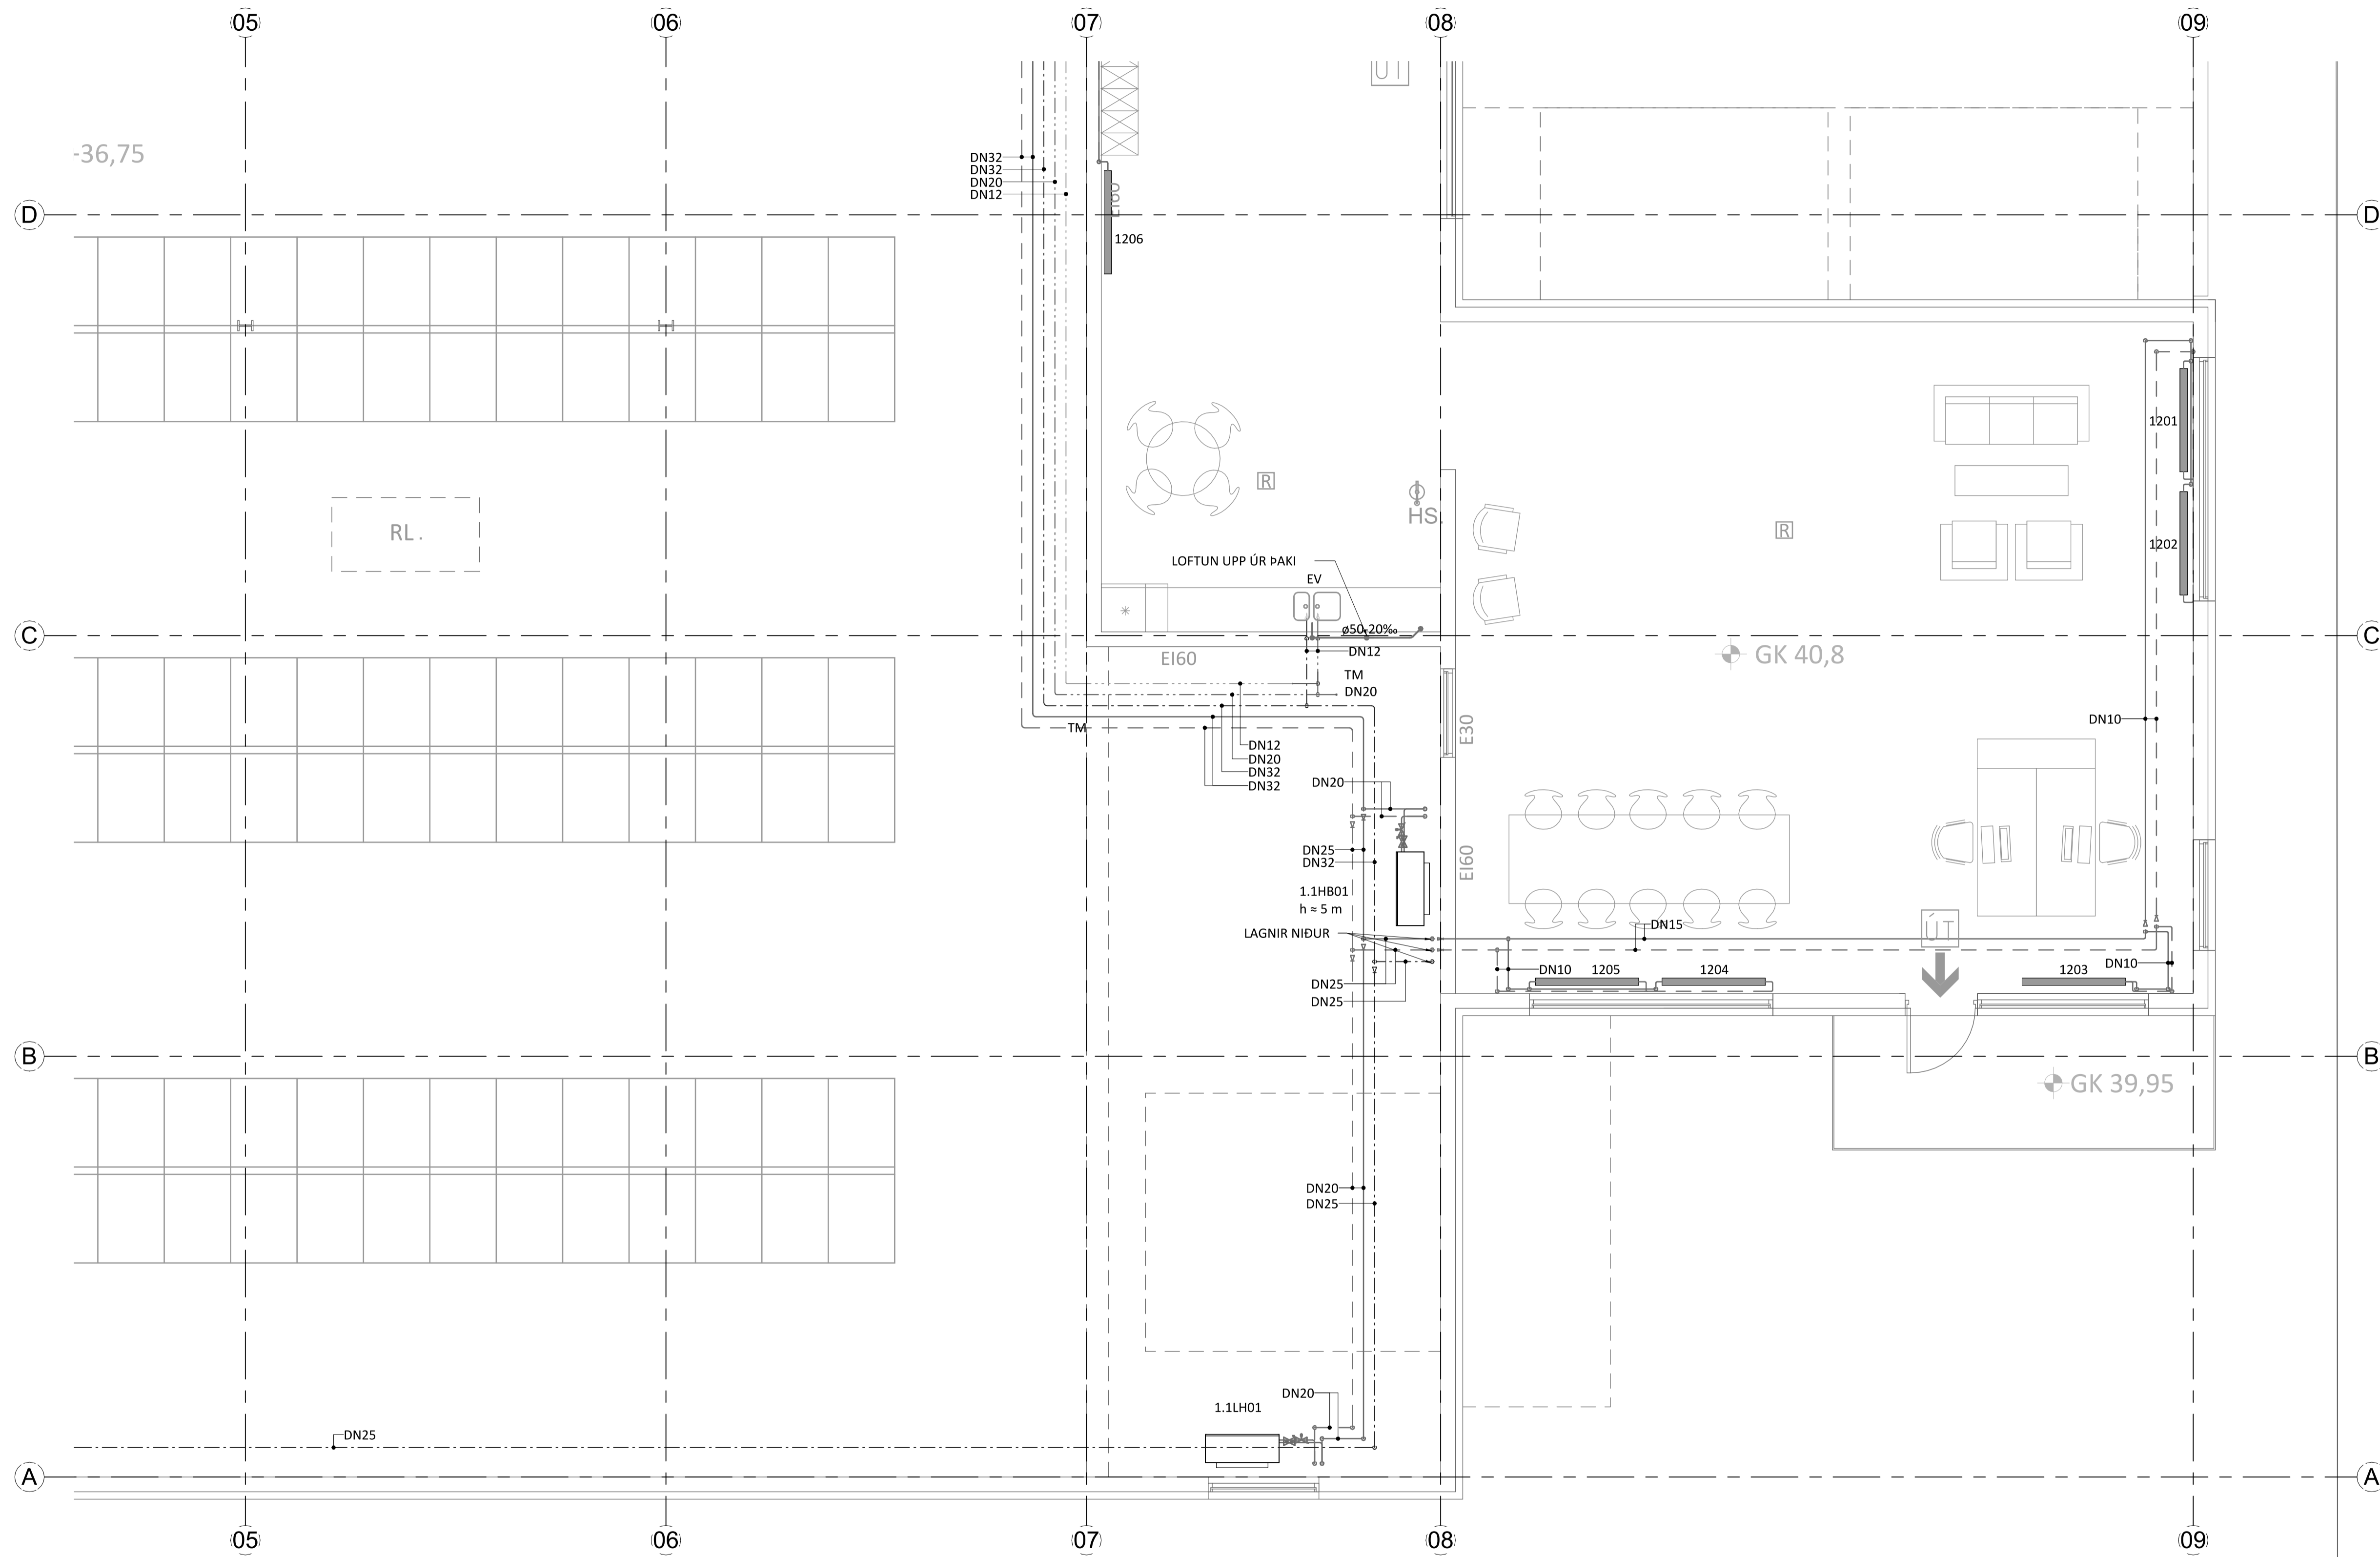 05 06 07 08 09
ÚT
+36,75
DN32
DN32
DN20
DN12
EI60
D D
1206
1201
R
HS.
R
RL .
1202
LOFTUN UPP ÚR ÞAKI
EV
ø50-20‰
C C
DN12
EI60
GK 40,8
TM
DN20
DN10
TM
E30
DN12
DN20
DN32
DN32
DN20
DN25
DN32
EI60
1.1HB01
h ≈ 5 m
DN15
ÚT
LAGNIR NIÐUR
DN10 1205 1204 1203 DN10
DN25
DN25
B B
GK 39,95
DN20
DN25
DN20
1.1LH01
DN25
A A
05 06 07 08 09